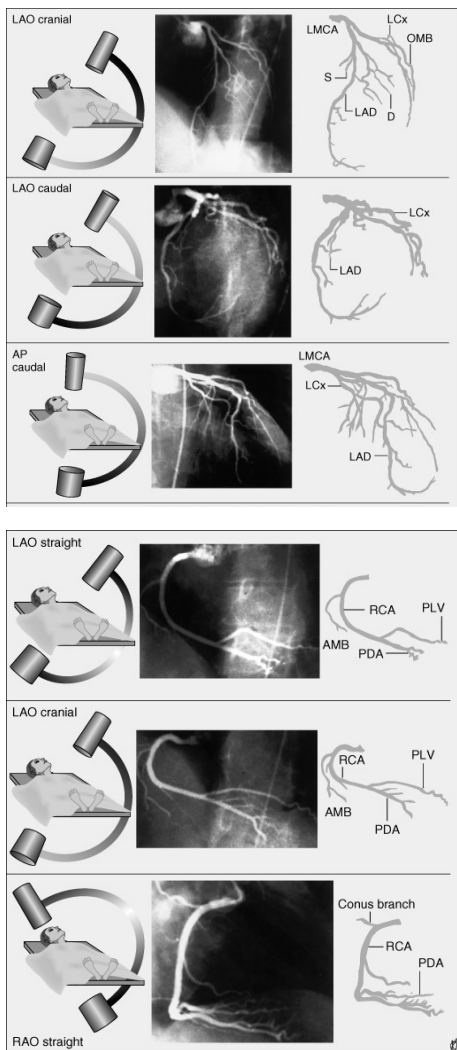 LAO cranial
LMCA
LCx
OMB
S
LAD
D
LAO caudal
LCx
LAD
AP
caudal
LMCA
LCx
LAD
LAO straight
RCA
PLV
AMB
PDA
LAO cranial
RCA
PLV
AMB
PDA
Conus branch
RCA
PDA
RAO straight